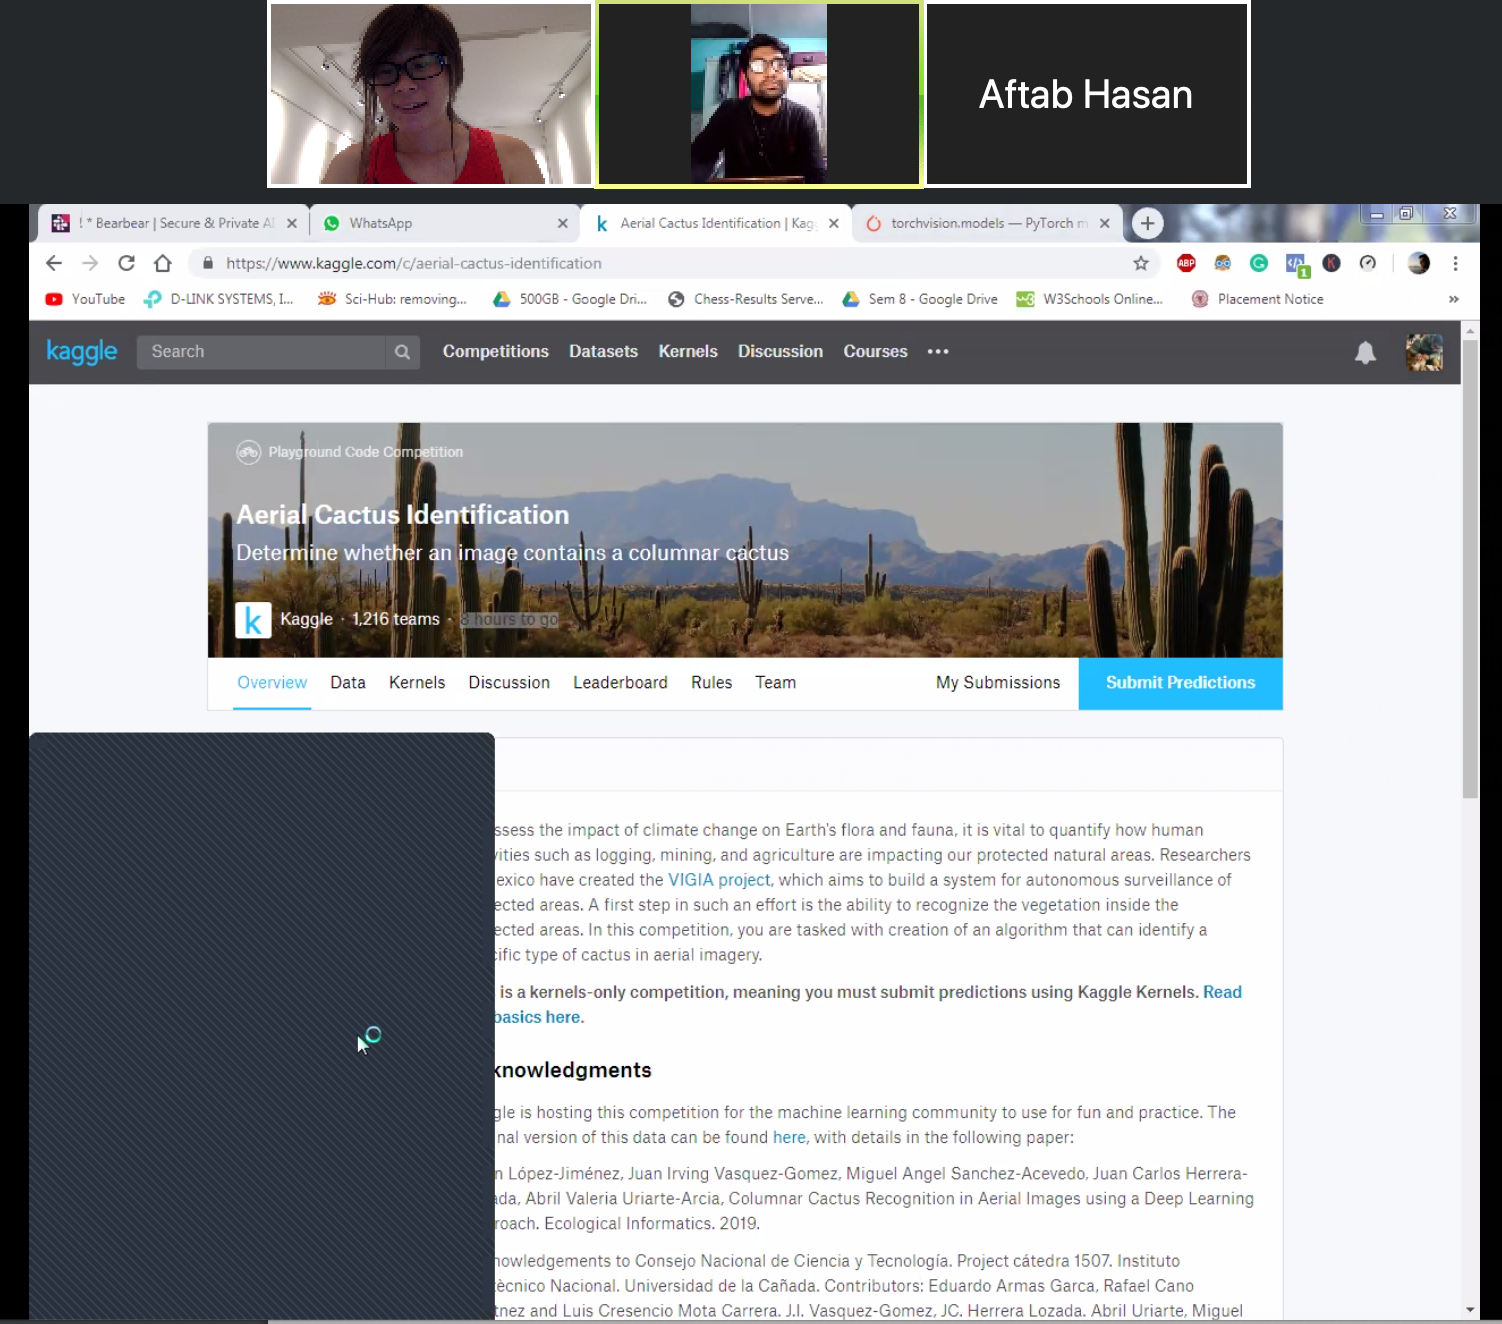 Aftab Hasan
! * Bearbear | Secure & Private AI
WhatsApp
Aerial Cactus Identification | Kag
torchvision.models — PyTorch m
https://www.kaggle.com/c/aerial-cactus-identification
ABP
1
K
YouTube
D-LINK SYSTEMS, I...
Sci-Hub: removing...
500GB - Google Dri...
Chess-Results Serve...
Sem 8 - Google Drive
W3Schools Online...
Placement Notice
»
kaggle
Search
Competitions
Datasets
Kernels
Discussion
Courses
Playground Code Competition
Aerial Cactus Identification
Determine whether an image contains a columnar cactus
k
Kaggle · 1,216 teams · 8 hours to go
Overview
Data
Kernels
Discussion
Leaderboard
Rules
Team
My Submissions
Submit Predictions
ssess the impact of climate change on Earth's flora and fauna, it is vital to quantify how human
vities such as logging, mining, and agriculture are impacting our protected natural areas. Researchers
exico have created the VIGIA project, which aims to build a system for autonomous surveillance of
ected areas. A first step in such an effort is the ability to recognize the vegetation inside the
ected areas. In this competition, you are tasked with creation of an algorithm that can identify a
cific type of cactus in aerial imagery.
is a kernels-only competition, meaning you must submit predictions using Kaggle Kernels. Read
basics here.
knowledgments
gle is hosting this competition for the machine learning community to use for fun and practice. The
nal version of this data can be found here, with details in the following paper:
n López-Jiménez, Juan Irving Vasquez-Gomez, Miguel Angel Sanchez-Acevedo, Juan Carlos Herrera-
ada, Abril Valeria Uriarte-Arcia, Columnar Cactus Recognition in Aerial Images using a Deep Learning
roach. Ecological Informatics. 2019.
nowledgements to Consejo Nacional de Ciencia y Tecnología. Project cátedra 1507. Instituto
tècnico Nacional. Universidad de la Cañada. Contributors: Eduardo Armas Garca, Rafael Cano
tnez and Luis Cresencio Mota Carrera. J.I. Vasquez-Gomez, JC. Herrera Lozada. Abril Uriarte, Miguel